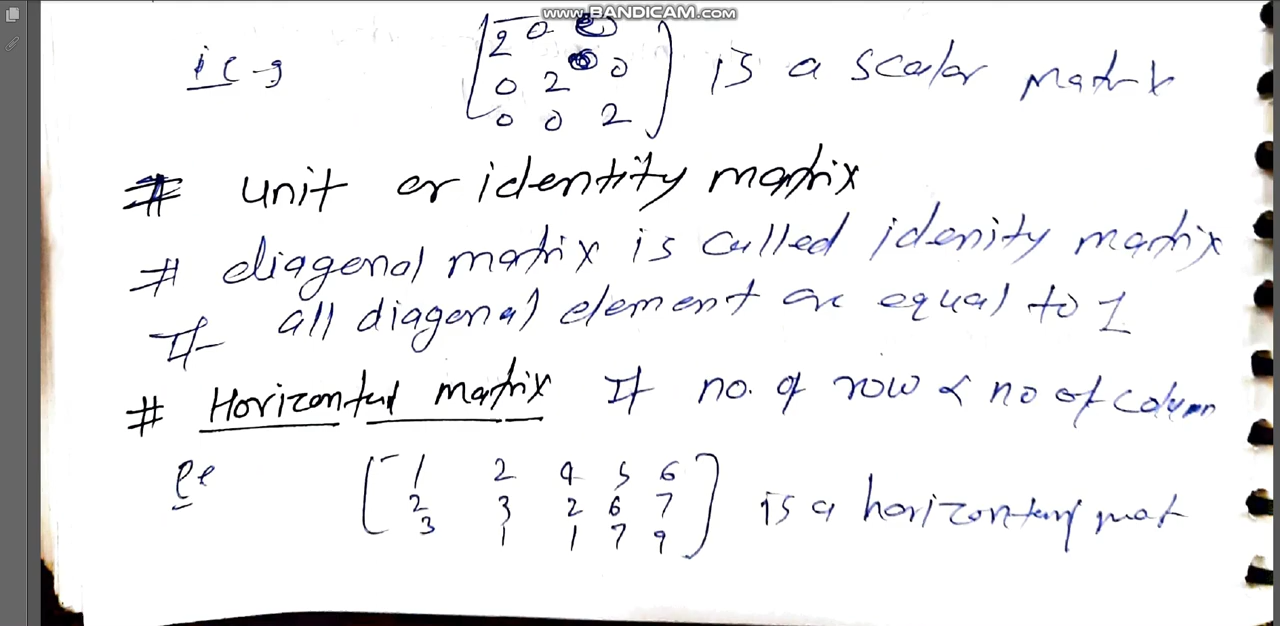 www.BANDICAM.com
2 0
0 2 0 is a scalar matrix
0 0 2
# unit or identity matrix
# diagonal matrix is called idenity matrix
If all diagonal element are equal to 1
# Horizontal matrix If no. of row < no of column
1 2 4 5 6
2 3 2 6 7 is a horizontal mat
3 1 1 7 9